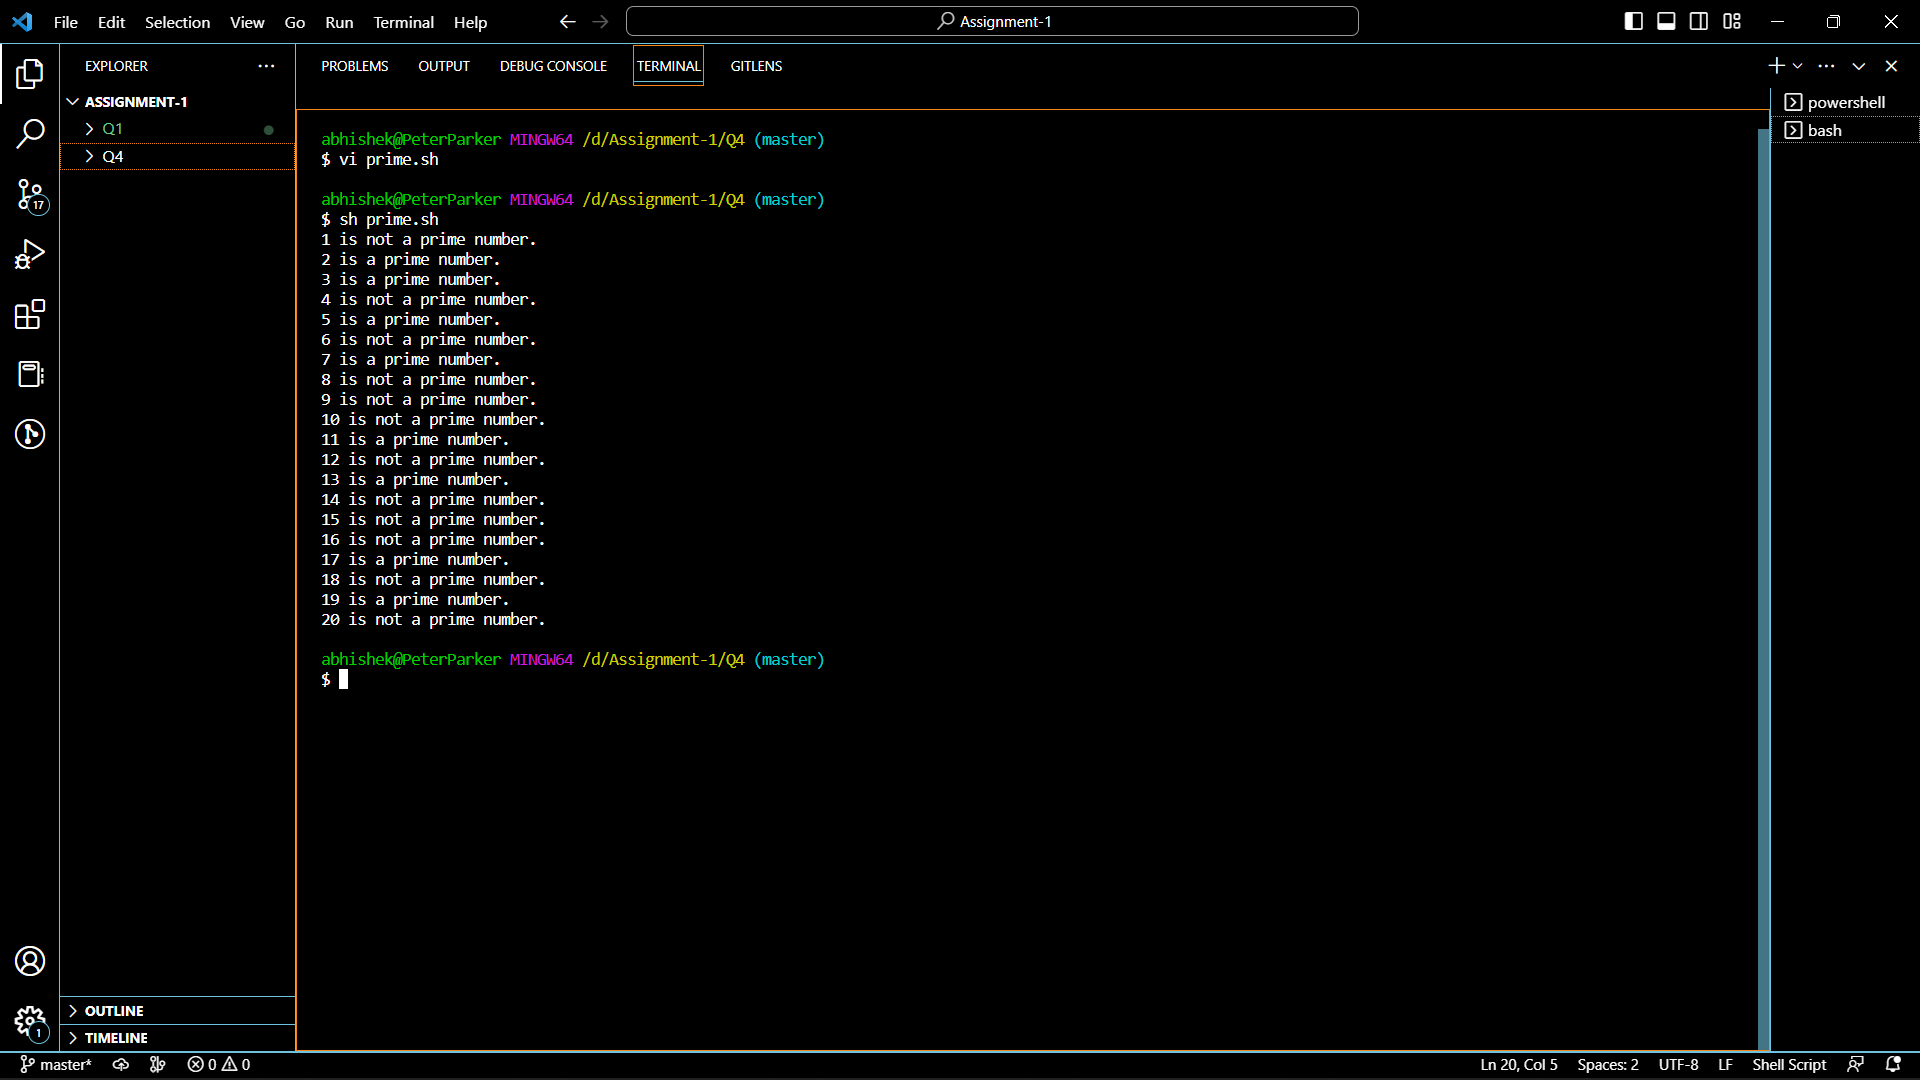 File Edit Selection View Go Run Terminal Help
Assignment-1
EXPLORER
ASSIGNMENT-1
Q1
Q4
17
1
OUTLINE
TIMELINE
PROBLEMS OUTPUT DEBUG CONSOLE TERMINAL GITLENS
abhishek@PeterParker MINGW64 /d/Assignment-1/Q4 (master)
$ vi prime.sh
abhishek@PeterParker MINGW64 /d/Assignment-1/Q4 (master)
$ sh prime.sh
1 is not a prime number.
2 is a prime number.
3 is a prime number.
4 is not a prime number.
5 is a prime number.
6 is not a prime number.
7 is a prime number.
8 is not a prime number.
9 is not a prime number.
10 is not a prime number.
11 is a prime number.
12 is not a prime number.
13 is a prime number.
14 is not a prime number.
15 is not a prime number.
16 is not a prime number.
17 is a prime number.
18 is not a prime number.
19 is a prime number.
20 is not a prime number.
abhishek@PeterParker MINGW64 /d/Assignment-1/Q4 (master)
$
powershell
bash
master* 0 0 Ln 20, Col 5 Spaces: 2 UTF-8 LF Shell Script